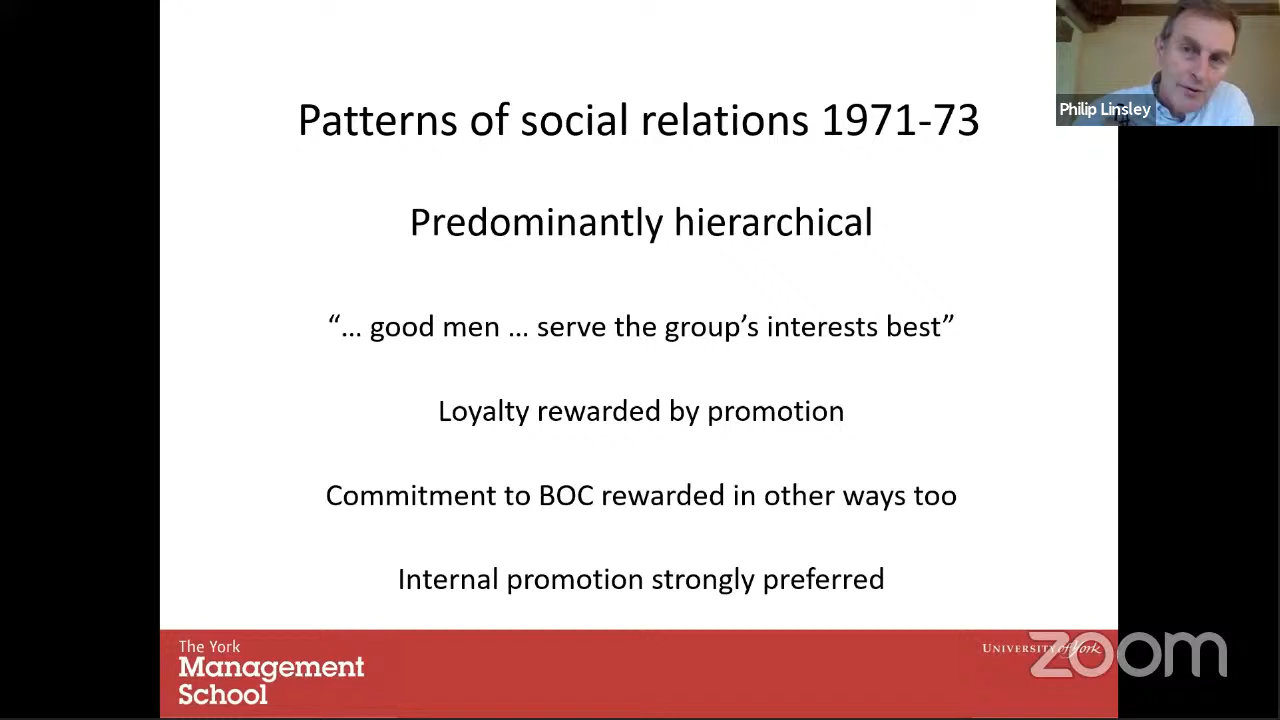 Patterns of social relations 1971-73
Philip Linsley
Predominantly hierarchical
“... good men ... serve the group’s interests best”
Loyalty rewarded by promotion
Commitment to BOC rewarded in other ways too
Internal promotion strongly preferred
The York
Management
School
UNIVERSITY of York
zoom